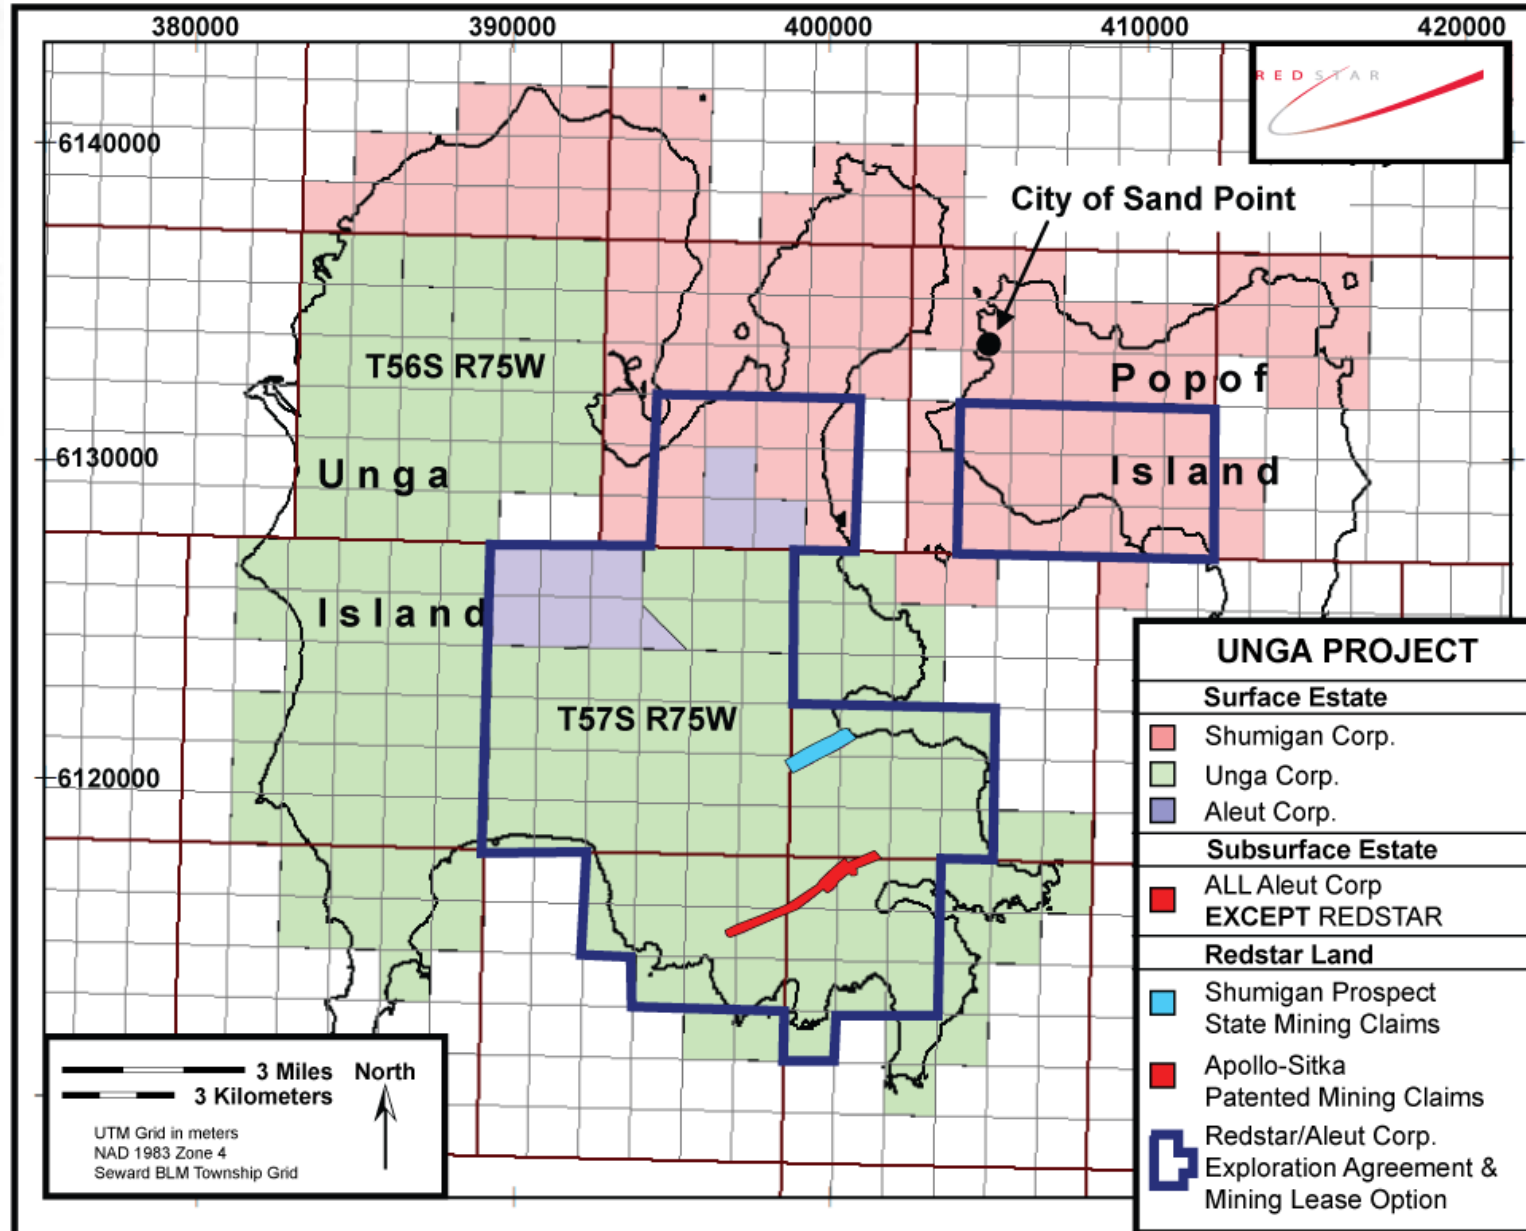 380000 390000 400000 410000 420000
REDSTAR
6140000
City of Sand Point
T56S R75W
Popof
6130000
Unga
Island
Island
T57S R75W
6120000
UNGA PROJECT
Surface Estate
Shumigan Corp.
Unga Corp.
Aleut Corp.
Subsurface Estate
ALL Aleut Corp
EXCEPT REDSTAR
Redstar Land
Shumigan Prospect
State Mining Claims
Apollo-Sitka
Patented Mining Claims
Redstar/Aleut Corp.
Exploration Agreement &
Mining Lease Option
3 Miles
North
3 Kilometers
UTM Grid in meters
NAD 1983 Zone 4
Seward BLM Township Grid